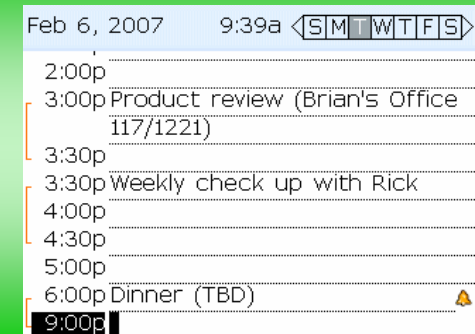 Feb 6, 2007 9:39a S M T W T F S
2:00p
3:00p Product review (Brian's Office
117/1221)
3:30p
3:30p Weekly check up with Rick
4:00p
4:30p
5:00p
6:00p Dinner (TBD)
9:00p